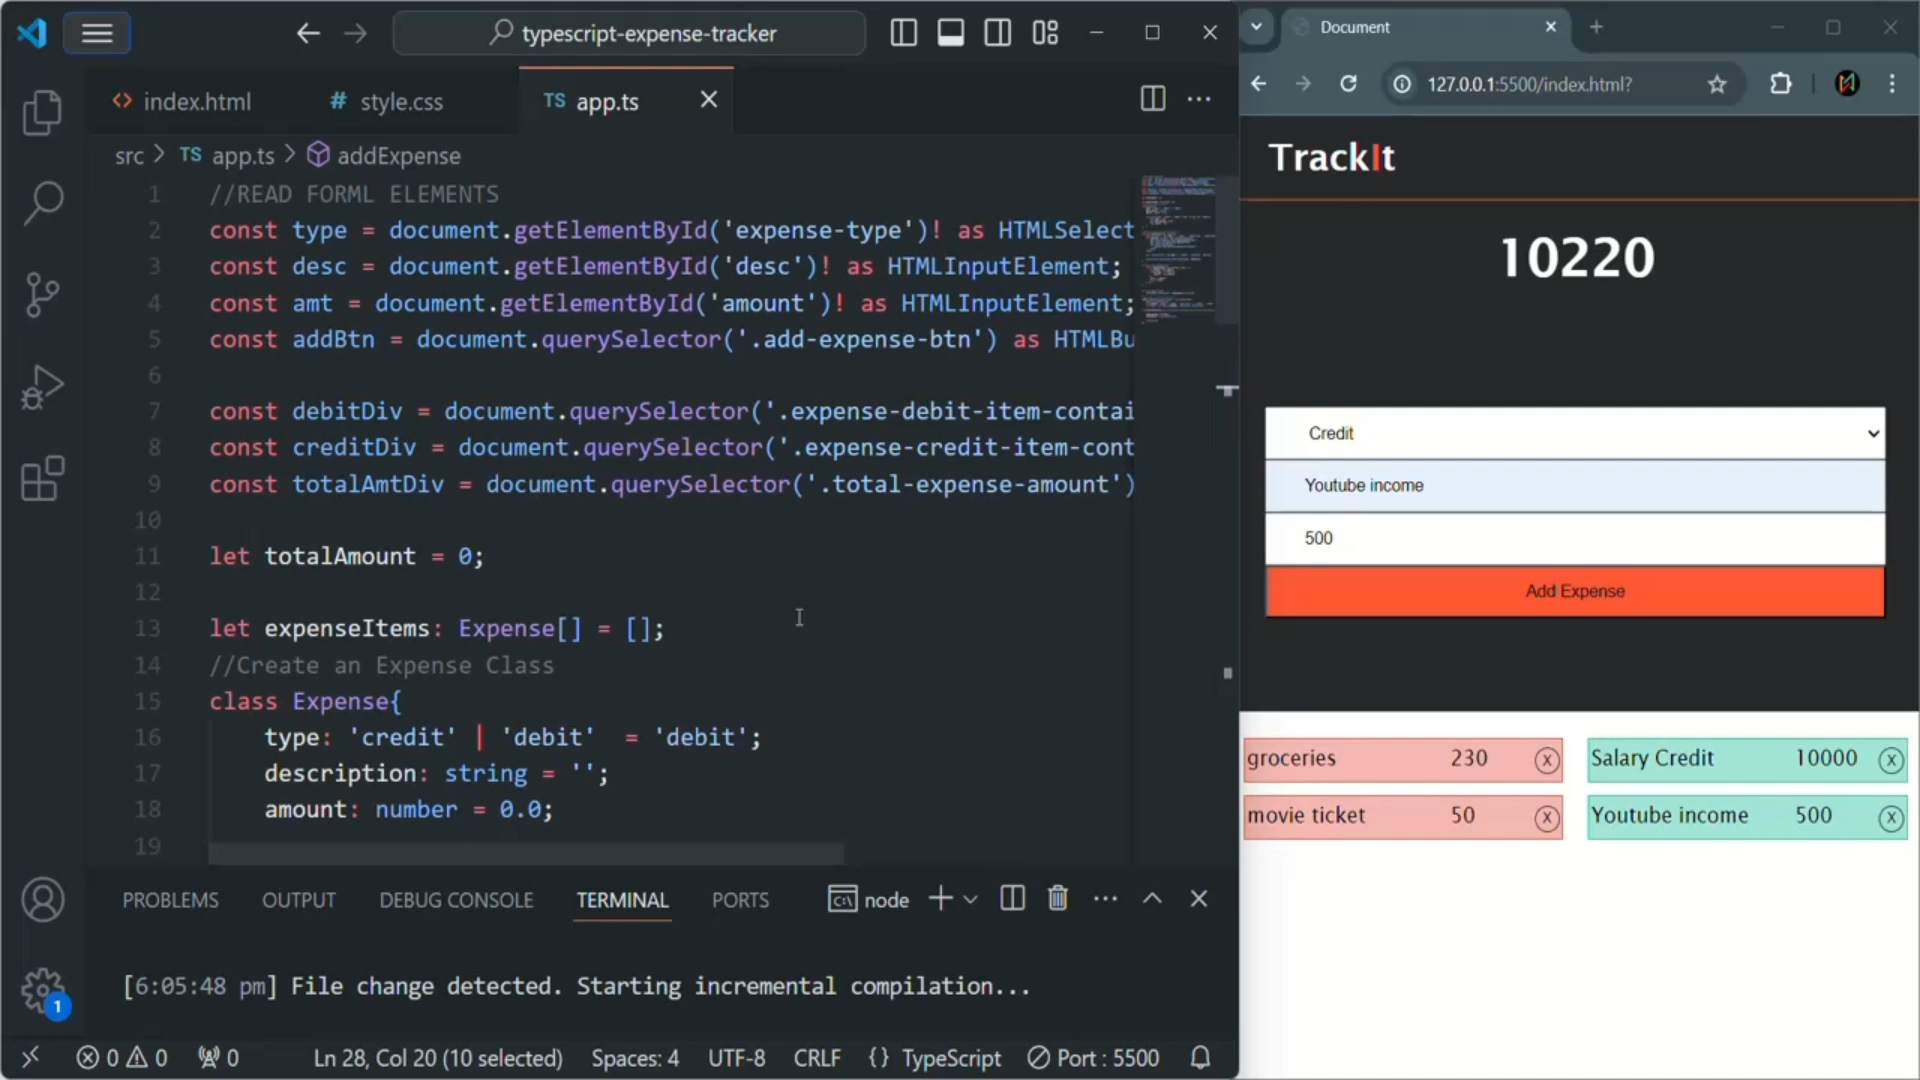 typescript-expense-tracker
index.html
# style.css
TS app.ts
src > TS app.ts > addExpense
1 //READ FORML ELEMENTS
2 const type = document.getElementById('expense-type')! as HTMLSelect
3 const desc = document.getElementById('desc')! as HTMLInputElement;
4 const amt = document.getElementById('amount')! as HTMLInputElement;
5 const addBtn = document.querySelector('.add-expense-btn') as HTMLBu
6
7 const debitDiv = document.querySelector('.expense-debit-item-contai
8 const creditDiv = document.querySelector('.expense-credit-item-cont
9 const totalAmtDiv = document.querySelector('.total-expense-amount')
10
11 let totalAmount = 0;
12
13 let expenseItems: Expense[] = [];
14 //Create an Expense Class
15 class Expense{
16 type: 'credit' | 'debit' = 'debit';
17 description: string = '';
18 amount: number = 0.0;
19
PROBLEMS OUTPUT DEBUG CONSOLE TERMINAL PORTS node
[6:05:48 pm] File change detected. Starting incremental compilation...
1
0 0 0 Ln 28, Col 20 (10 selected) Spaces: 4 UTF-8 CRLF {} TypeScript Port : 5500
Document
127.0.0.1:5500/index.html?
TrackIt
10220
Credit
Youtube income
500
Add Expense
groceries 230 X
Salary Credit 10000 X
movie ticket 50 X
Youtube income 500 X